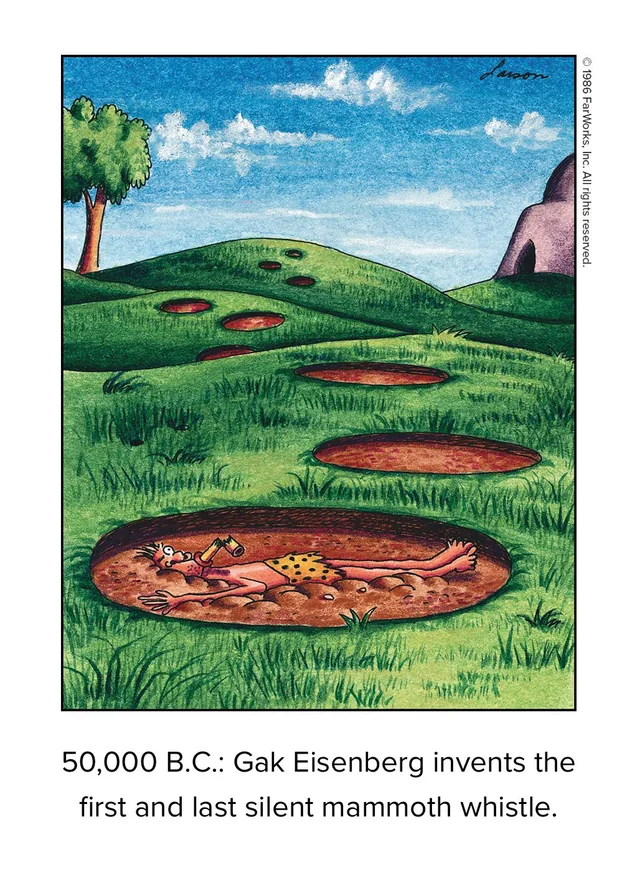 Larson
© 1986 FarWorks, Inc. All rights reserved.
50,000 B.C.: Gak Eisenberg invents the
first and last silent mammoth whistle.